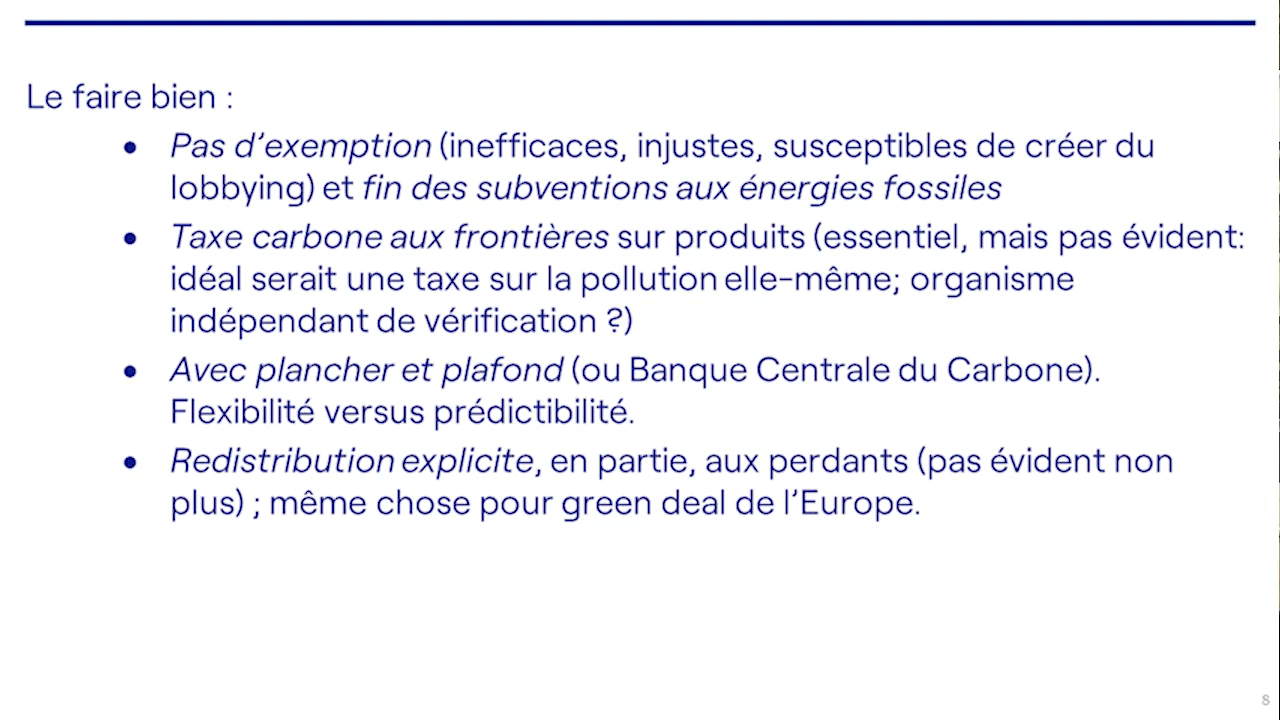 Le faire bien :
• Pas d’exemption (inefficaces, injustes, susceptibles de créer du
lobbying) et fin des subventions aux énergies fossiles
• Taxe carbone aux frontières sur produits (essentiel, mais pas évident:
idéal serait une taxe sur la pollution elle-même; organisme
indépendant de vérification ?)
• Avec plancher et plafond (ou Banque Centrale du Carbone).
Flexibilité versus prédictibilité.
• Redistribution explicite, en partie, aux perdants (pas évident non
plus) ; même chose pour green deal de l’Europe.
8